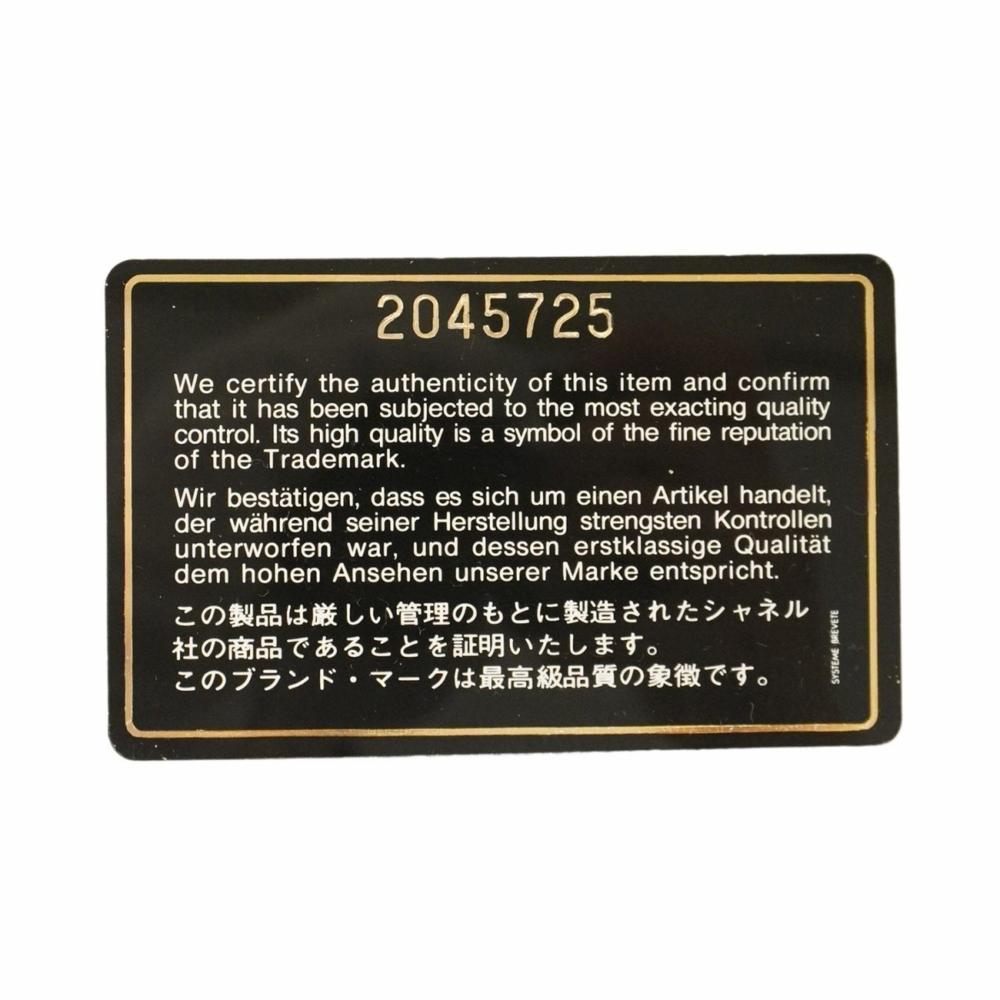 2045725
We certify the authenticity of this item and confirm
that it has been subjected to the most exacting quality
control. Its high quality is a symbol of the fine reputation
of the Trademark.
Wir bestätigen, dass es sich um einen Artikel handelt,
der während seiner Herstellung strengsten Kontrollen
unterworfen war, und dessen erstklassige Qualität
dem hohen Ansehen unserer Marke entspricht.
この製品は厳しい管理のもとに製造されたシャネル
社の商品であることを証明いたします。
このブランド・マークは最高級品質の象徴です。
SYSTEME BREVETE